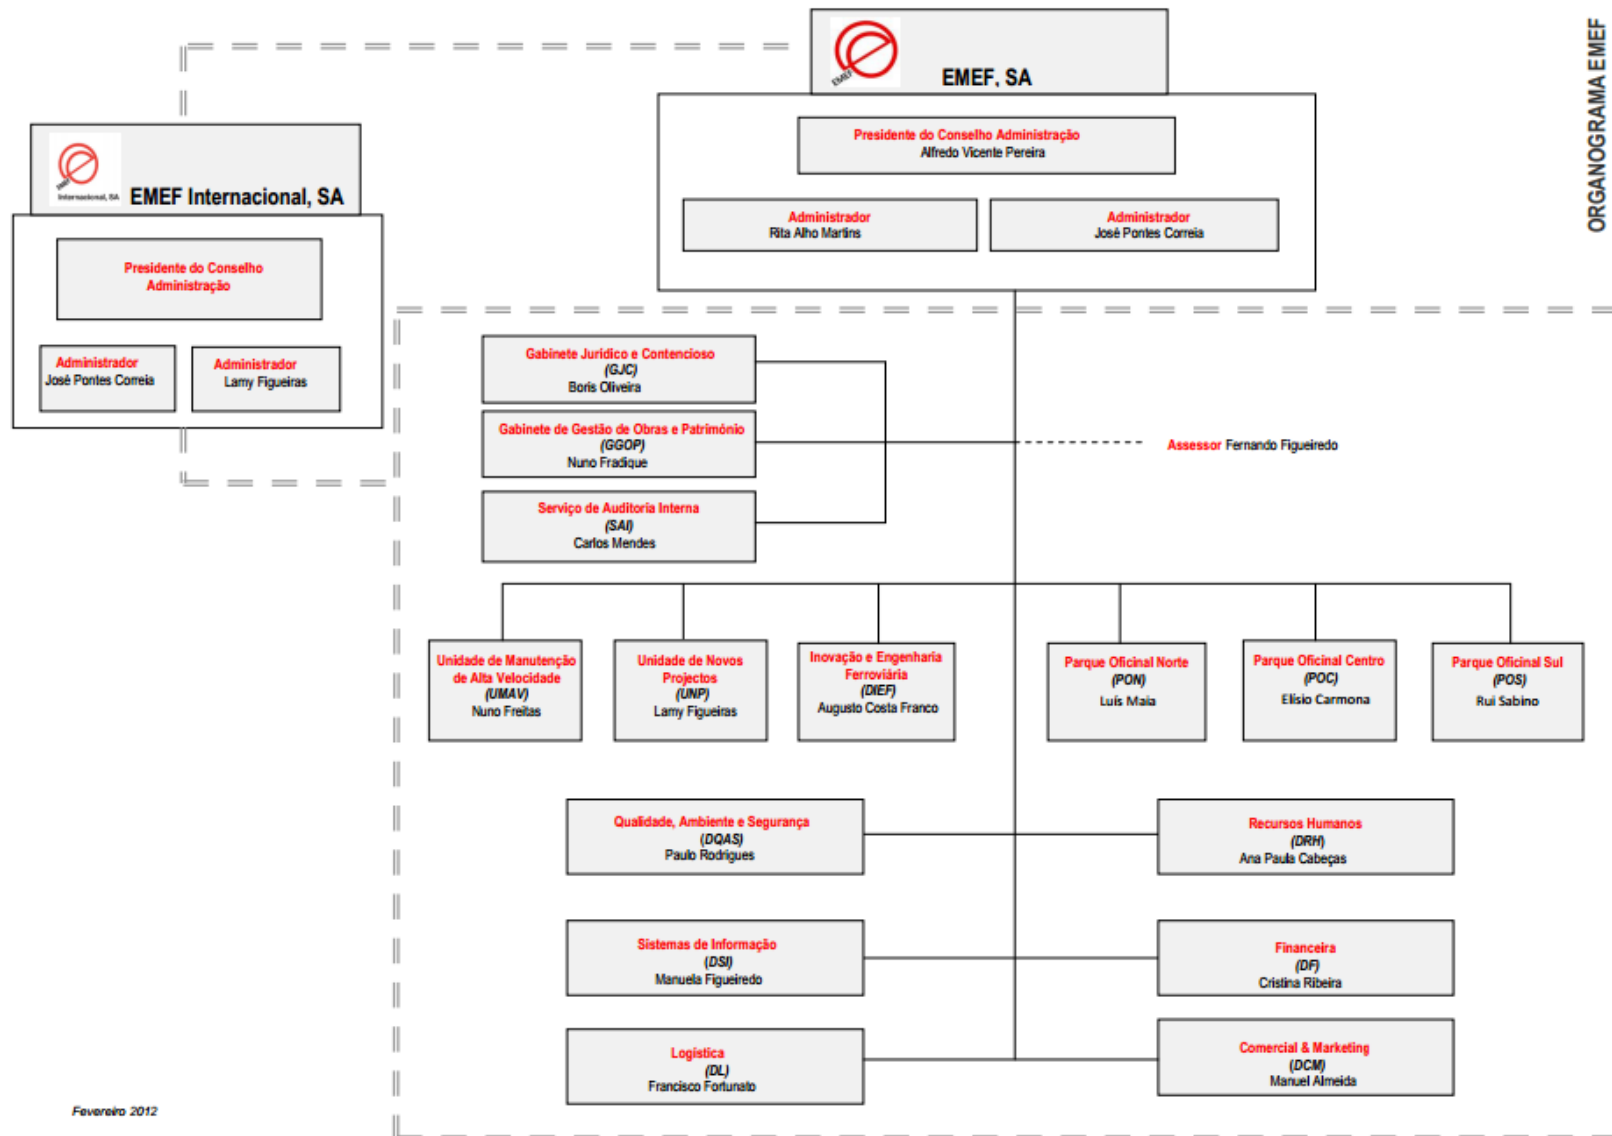 ORGANOGRAMA EMEF
EMEF
EMEF, SA
Presidente do Conselho Administração
Alfredo Vicente Pereira
Administrador
Rita Alho Martins
Administrador
José Pontes Correia
EMEF
Internacional, SA
EMEF Internacional, SA
Presidente do Conselho
Administração
Administrador
José Pontes Correia
Administrador
Lamy Figueiras
Gabinete Jurídico e Contencioso
(GJC)
Boris Oliveira
Gabinete de Gestão de Obras e Património
(GGOP)
Nuno Fradique
Serviço de Auditoria Interna
(SAI)
Carlos Mendes
Assessor Fernando Figueiredo
Unidade de Manutenção
de Alta Velocidade
(UMAV)
Nuno Freitas
Unidade de Novos
Projectos
(UNP)
Lamy Figueiras
Inovação e Engenharia
Ferroviária
(DIEF)
Augusto Costa Franco
Parque Oficinal Norte
(PON)
Luís Maia
Parque Oficinal Centro
(POC)
Elísio Carmona
Parque Oficinal Sul
(POS)
Rui Sabino
Qualidade, Ambiente e Segurança
(DQAS)
Paulo Rodrigues
Recursos Humanos
(DRH)
Ana Paula Cabeças
Sistemas de Informação
(DSI)
Manuela Figueiredo
Financeira
(DF)
Cristina Ribeira
Logística
(DL)
Francisco Fortunato
Comercial & Marketing
(DCM)
Manuel Almeida
Fevereiro 2012